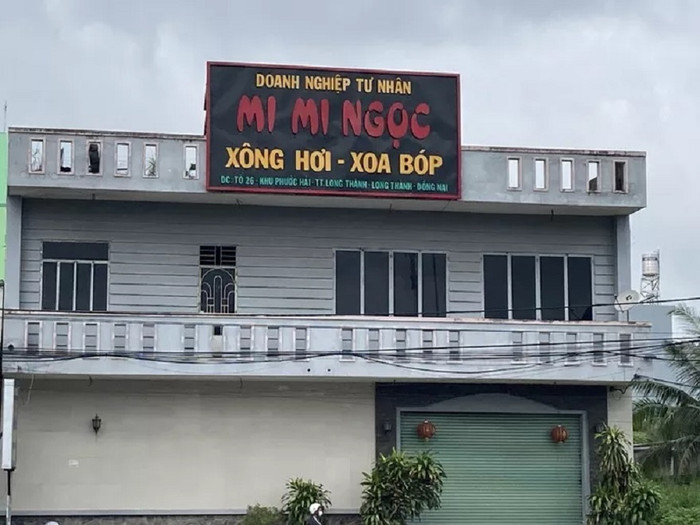 DOANH NGHIỆP TƯ NHÂN
MI MI NGỌC
XÔNG HƠI - XOA BÓP
ĐC: TỔ 26 - KHU PHƯỚC HẢI - TT.LONG THÀNH - LONG THÀNH - ĐỒNG NAI